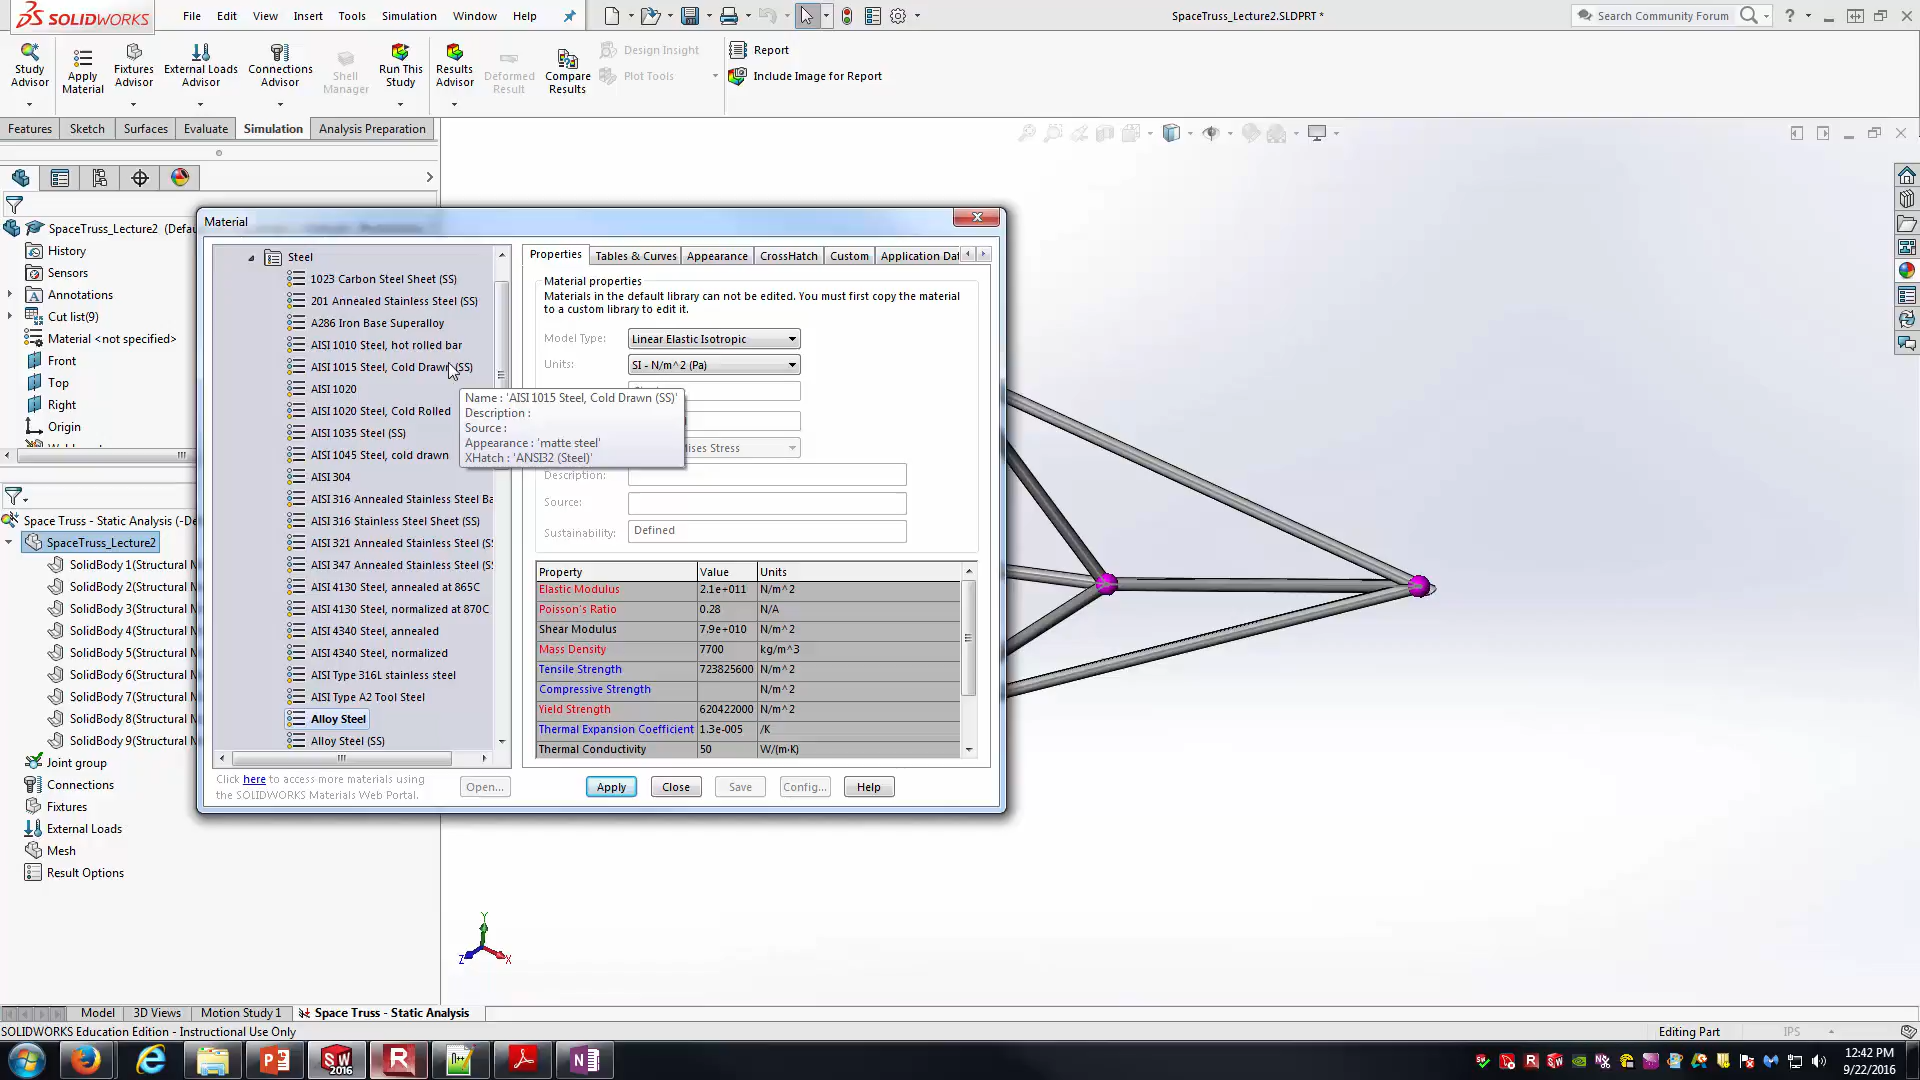 SOLIDWORKS
File Edit View Insert Tools Simulation Window Help
SpaceTruss_Lecture2.SLDPRT *
Search Community Forum
Study Advisor
Apply Material
Fixtures Advisor
External Loads Advisor
Connections Advisor
Shell Manager
Run This Study
Results Advisor
Deformed Result
Compare Results
Design Insight
Plot Tools
Report
Include Image for Report
Features Sketch Surfaces Evaluate Simulation Analysis Preparation
SpaceTruss_Lecture2 (Defau
History
Sensors
Annotations
Cut list(9)
Material <not specified>
Front
Top
Right
Origin
Space Truss - Static Analysis (-De
SpaceTruss_Lecture2
SolidBody 1(Structural
SolidBody 2(Structural
SolidBody 3(Structural
SolidBody 4(Structural
SolidBody 5(Structural
SolidBody 6(Structural
SolidBody 7(Structural
SolidBody 8(Structural
SolidBody 9(Structural
Joint group
Connections
Fixtures
External Loads
Mesh
Result Options
Material
Steel
1023 Carbon Steel Sheet (SS)
201 Annealed Stainless Steel (SS)
A286 Iron Base Superalloy
AISI 1010 Steel, hot rolled bar
AISI 1015 Steel, Cold Drawn (SS)
AISI 1020
AISI 1020 Steel, Cold Rolled
AISI 1035 Steel (SS)
AISI 1045 Steel, cold drawn
AISI 304
AISI 316 Annealed Stainless Steel Ba
AISI 316 Stainless Steel Sheet (SS)
AISI 321 Annealed Stainless Steel (S
AISI 347 Annealed Stainless Steel (S
AISI 4130 Steel, annealed at 865C
AISI 4130 Steel, normalized at 870C
AISI 4340 Steel, annealed
AISI 4340 Steel, normalized
AISI Type 316L stainless steel
AISI Type A2 Tool Steel
Alloy Steel
Alloy Steel (SS)
Click here to access more materials using
the SOLIDWORKS Materials Web Portal.
Open...
Properties Tables & Curves Appearance CrossHatch Custom Application Dat
Material properties
Materials in the default library can not be edited. You must first copy the material
to a custom library to edit it.
Model Type: Linear Elastic Isotropic
Units: SI - N/m^2 (Pa)
Name : 'AISI 1015 Steel, Cold Drawn (SS)'
Description :
Source :
Appearance : 'matte steel'
XHatch : 'ANSI32 (Steel)'
ises Stress
Description:
Source:
Sustainability: Defined
Property Value Units
Elastic Modulus 2.1e+011 N/m^2
Poisson's Ratio 0.28 N/A
Shear Modulus 7.9e+010 N/m^2
Mass Density 7700 kg/m^3
Tensile Strength 723825600 N/m^2
Compressive Strength N/m^2
Yield Strength 620422000 N/m^2
Thermal Expansion Coefficient 1.3e-005 /K
Thermal Conductivity 50 W/(m·K)
Apply Close Save Config... Help
Y
Z
X
Model 3D Views Motion Study 1 Space Truss - Static Analysis
SOLIDWORKS Education Edition - Instructional Use Only
Editing Part
IPS
12:42 PM
9/22/2016